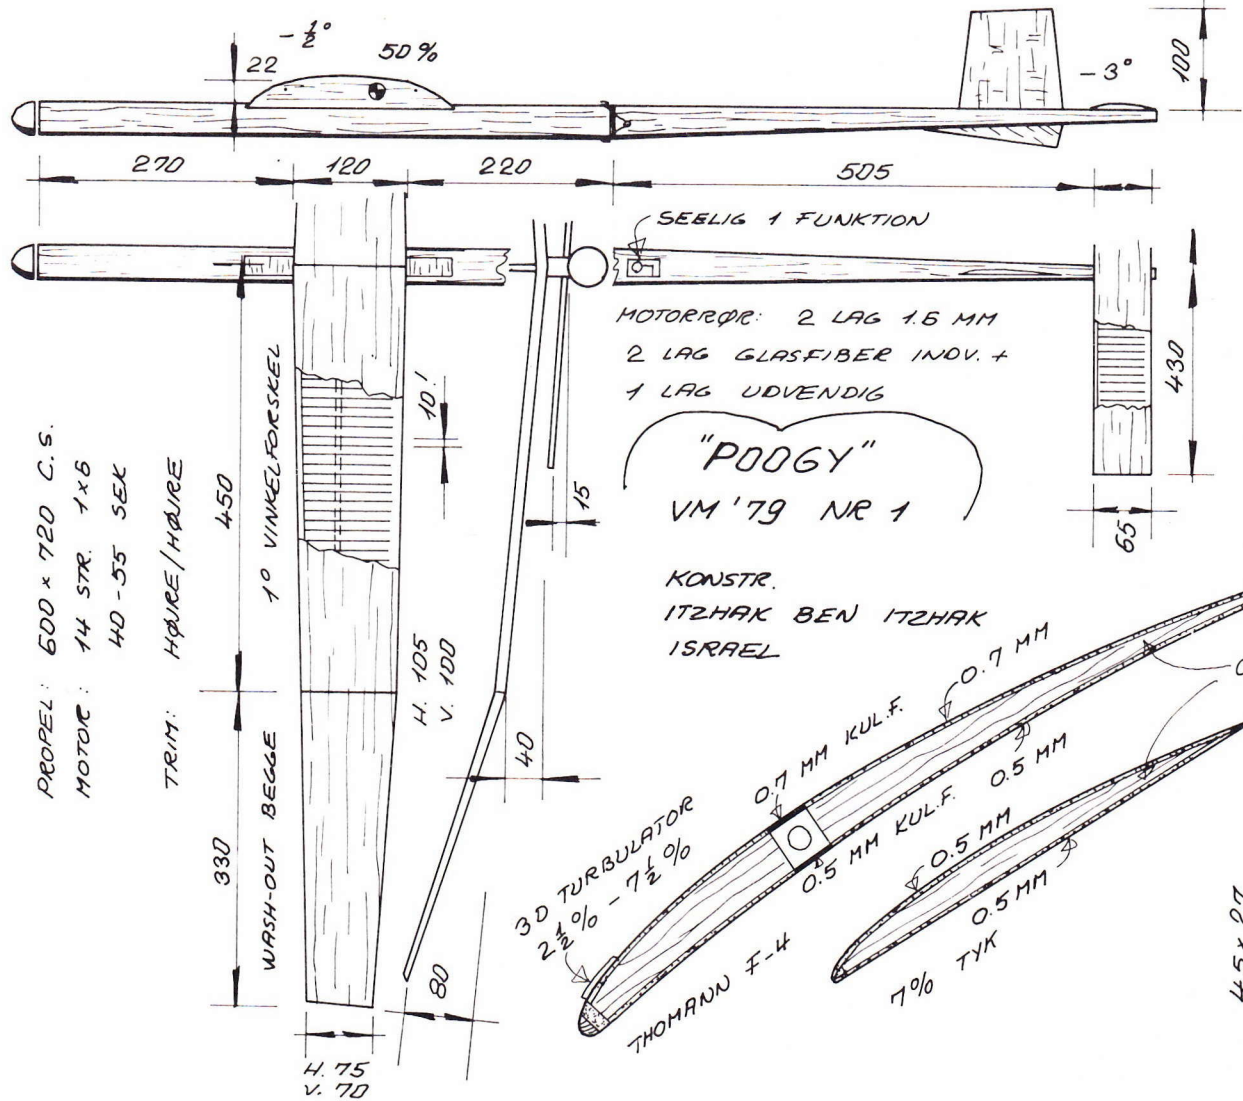 - ½°
22
50 %
- 3°
100
270
120
220
505
SEELIG 1 FUNKTION
MOTORRØR: 2 LAG 1.5 MM
2 LAG GLASFIBER INDV. +
1 LAG UDVENDIG
430
65
"POOGY"
VM '79 NR 1
KONSTR.
ITZHAK BEN ITZHAK
ISRAEL
PROPEL: 600 x 720 C.S.
MOTOR: 14 STR. 1x6
40-55 SEK
TRIM: HØJRE/HØJRE
450
1° VINKELFORSKEL
10!
15
H. 105
V. 100
40
330
WASH-OUT BEGGE
80
H. 75
V. 70
3D TURBULATOR
2½% - 7½%
0.7 MM KUL.F.
0.7 MM
0.5 MM KUL.F.
0.5 MM
THOMANN F-4
0.5 MM
0.5 MM
7% TYK